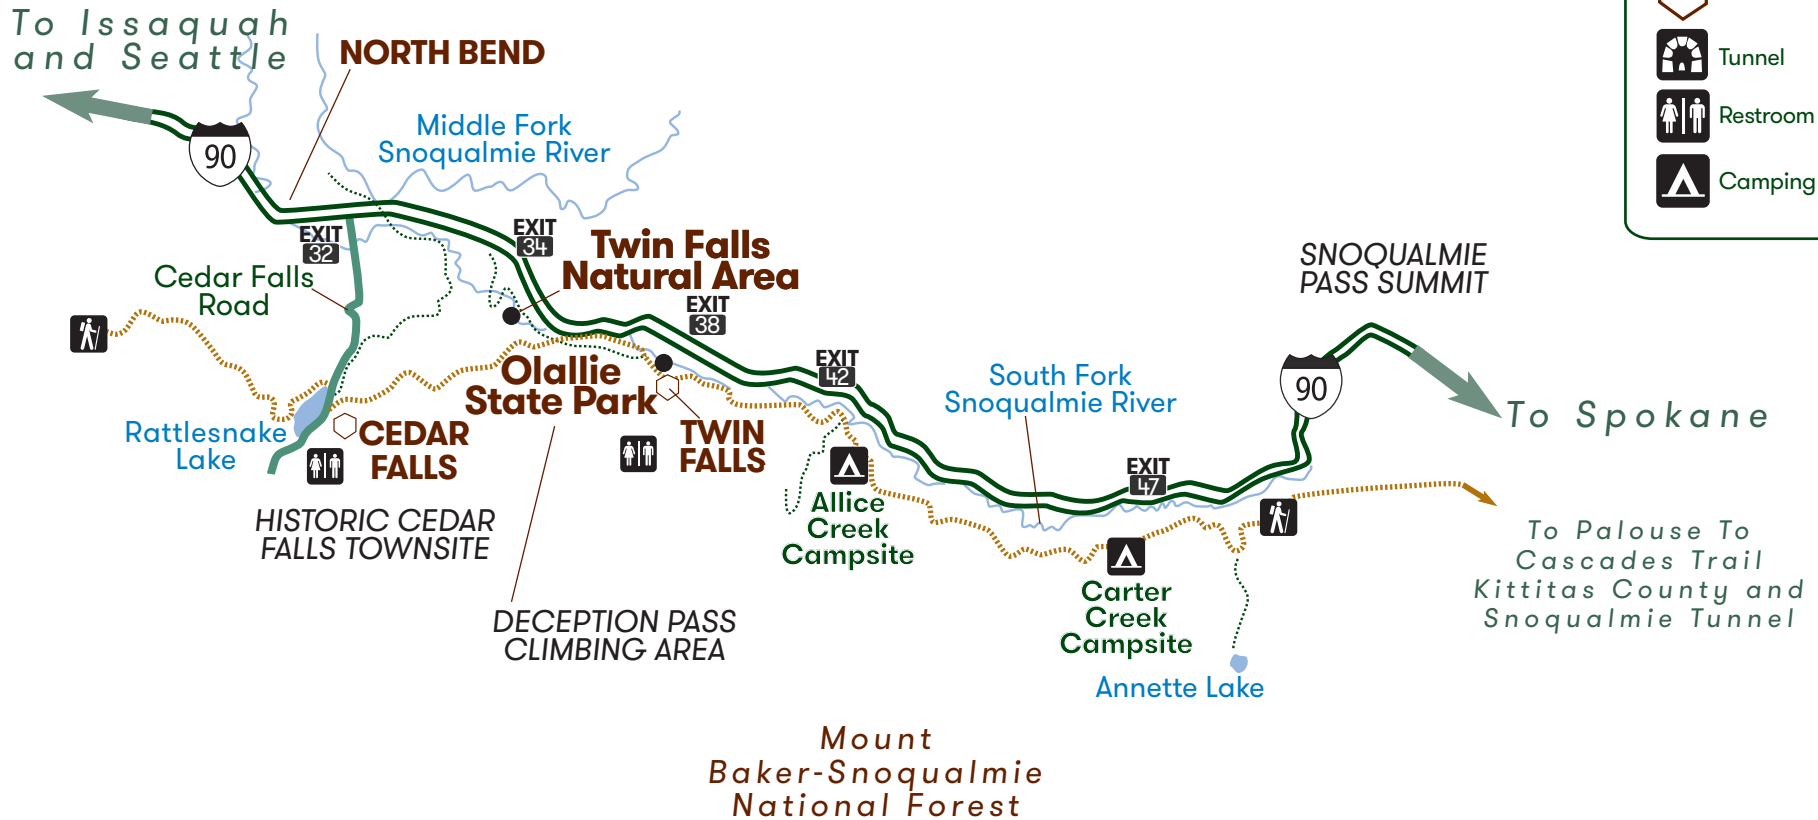 To Issaquah
and Seattle
NORTH BEND
Tunnel
Restroom
Camping
Middle Fork
Snoqualmie River
90
EXIT
32
EXIT
34
Twin Falls
Natural Area
Cedar Falls
Road
EXIT
38
SNOQUALMIE
PASS SUMMIT
EXIT
42
Olallie
State Park
South Fork
Snoqualmie River
90
To Spokane
Rattlesnake
Lake
CEDAR
FALLS
TWIN
FALLS
EXIT
47
HISTORIC CEDAR
FALLS TOWNSITE
Allice
Creek
Campsite
To Palouse To
Cascades Trail
Kittitas County and
Snoqualmie Tunnel
Carter
Creek
Campsite
DECEPTION PASS
CLIMBING AREA
Annette Lake
Mount
Baker-Snoqualmie
National Forest